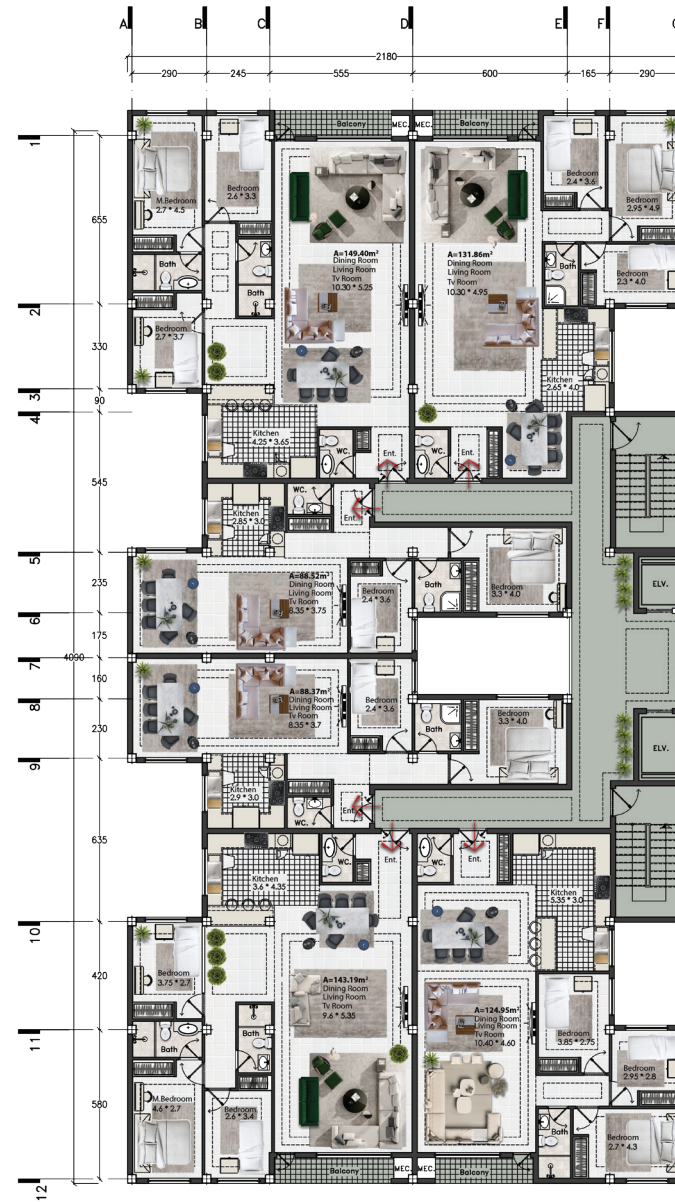 A B C D E F G
2180
290 245 555 600 165 290
Balcony MEC. MEC. Balcony
1
M.Bedroom
2.7 * 4.5
Bedroom
2.6 * 3.3
Bedroom
2.4 * 3.6
Bedroom
2.95 * 4.9
655
A=149.40m²
Dining Room
Living Room
Tv Room
10.30 * 5.25
A=131.86m²
Dining Room
Living Room
Tv Room
10.30 * 4.95
Bath
Bath
Bedroom
2.3 * 4.0
Bath
2
Bedroom
2.7 * 3.7
330
Kitchen
2.65 * 4.0
3
90
4
Kitchen
4.25 * 3.65
WC.
Ent.
WC.
Ent.
545
WC.
Kitchen
2.85 * 3.0
Ent.
5
235
A=88.52m²
Dining Room
Living Room
Tv Room
8.35 * 3.75
Bedroom
2.4 * 3.6
Bath
Bedroom
3.3 * 4.0
ELV.
6
175
7
4090
160
A=88.37m²
Dining Room
Living Room
Tv Room
8.35 * 3.7
Bedroom
2.4 * 3.6
Bath
Bedroom
3.3 * 4.0
8
230
ELV.
9
Kitchen
2.9 * 3.0
WC.
Ent.
635
Kitchen
3.6 * 4.35
WC.
Ent.
WC.
Ent.
Kitchen
5.35 * 3.0
10
Bedroom
3.75 * 2.7
420
A=143.19m²
Dining Room
Living Room
Tv Room
9.6 * 5.35
A=124.95m²
Dining Room
Living Room
Tv Room
10.40 * 4.60
Bedroom
3.85 * 2.75
11
Bath
Bath
Bedroom
2.95 * 2.8
M.Bedroom
4.6 * 2.7
Bedroom
2.6 * 3.4
580
Bath
Bedroom
2.7 * 4.3
Balcony MEC. MEC. Balcony
12